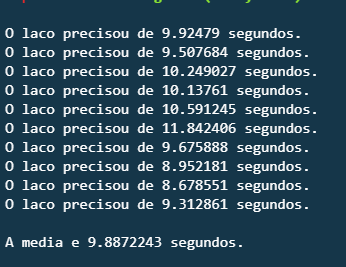 O laco precisou de 9.92479 segundos.
O laco precisou de 9.507684 segundos.
O laco precisou de 10.249027 segundos.
O laco precisou de 10.13761 segundos.
O laco precisou de 10.591245 segundos.
O laco precisou de 11.842406 segundos.
O laco precisou de 9.675888 segundos.
O laco precisou de 8.952181 segundos.
O laco precisou de 8.678551 segundos.
O laco precisou de 9.312861 segundos.
A media e 9.8872243 segundos.